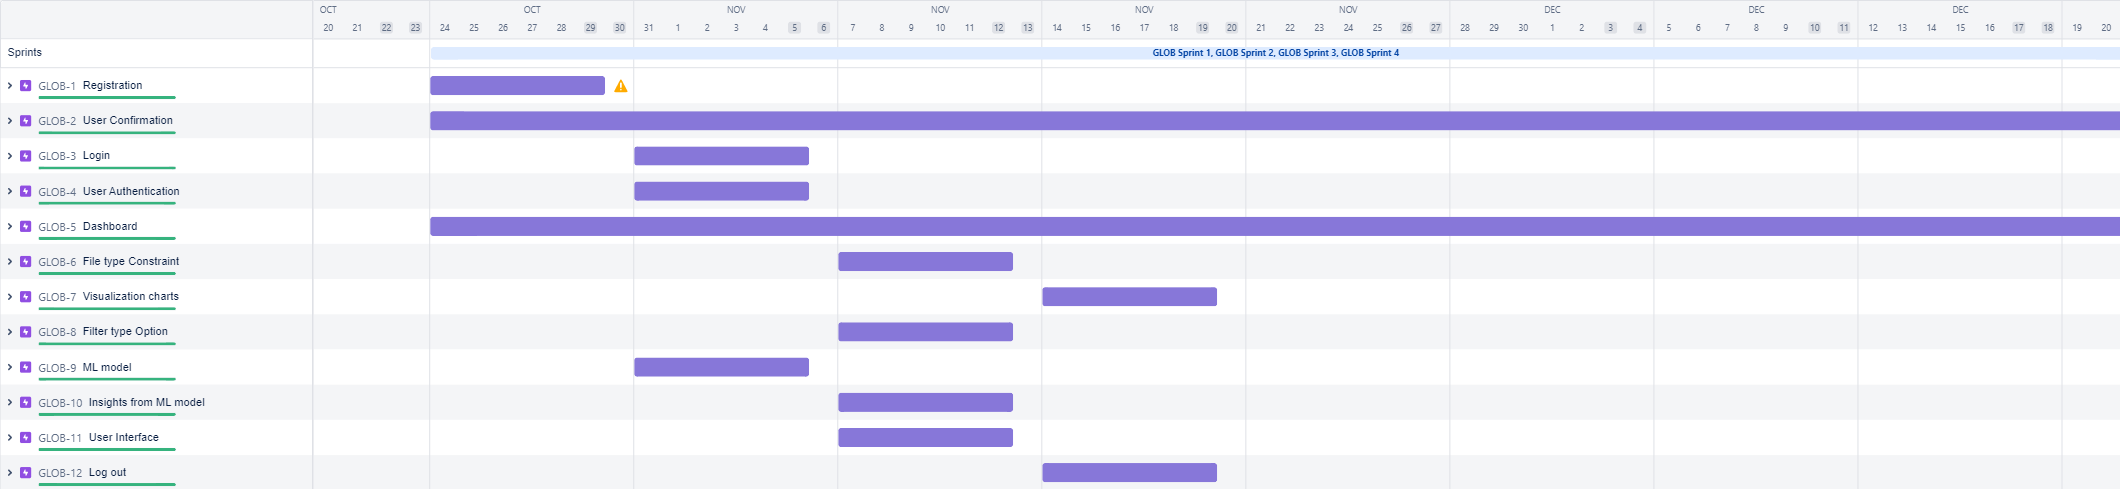 OCT OCT NOV NOV NOV NOV DEC DEC DEC
20 21 22 23 24 25 26 27 28 29 30 31 1 2 3 4 5 6 7 8 9 10 11 12 13 14 15 16 17 18 19 20 21 22 23 24 25 26 27 28 29 30 1 2 3 4 5 6 7 8 9 10 11 12 13 14 15 16 17 18 19 20
Sprints GLOB Sprint 1, GLOB Sprint 2, GLOB Sprint 3, GLOB Sprint 4
GLOB-1 Registration
GLOB-2 User Confirmation
GLOB-3 Login
GLOB-4 User Authentication
GLOB-5 Dashboard
GLOB-6 File type Constraint
GLOB-7 Visualization charts
GLOB-8 Filter type Option
GLOB-9 ML model
GLOB-10 Insights from ML model
GLOB-11 User Interface
GLOB-12 Log out